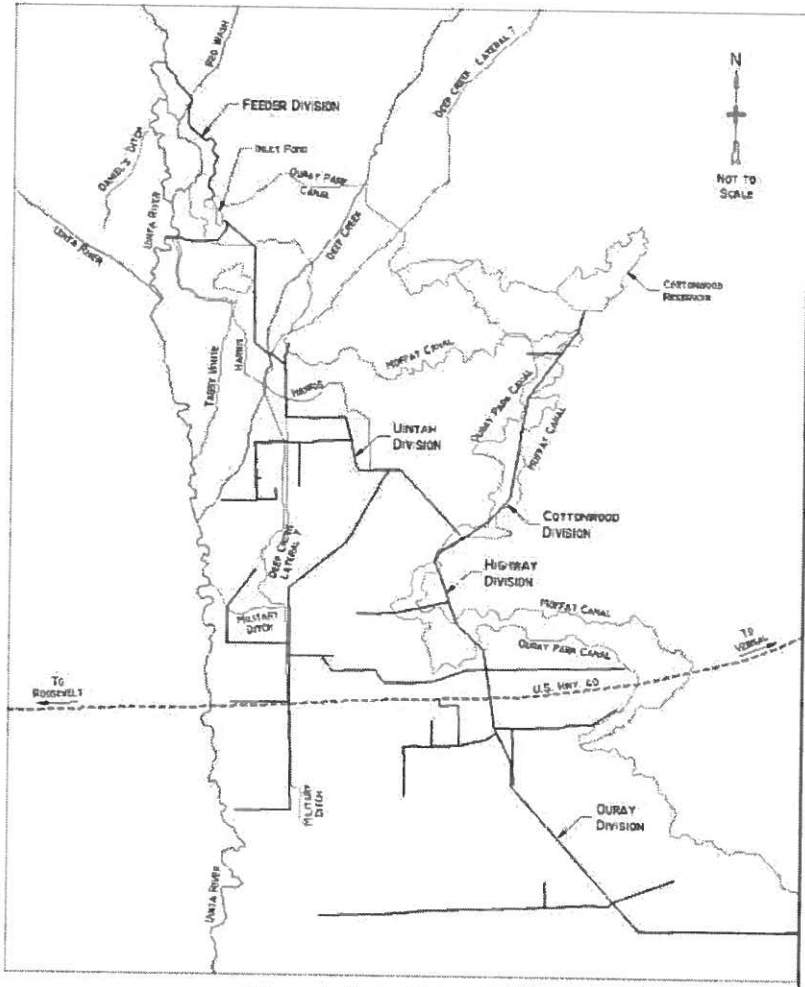 RED WASH
DEEP CREEK LATERAL 7
N
FEEDER DIVISION
DANIEL'S DITCH
INLET POND
OURAY PARK
CANAL
NOT TO
SCALE
UINTA RIVER
UINTA RIVER
DEEP CREEK
COTTONWOOD
RESERVOIR
MOFFAT CANAL
TABBY WHITE
HARRIS
HARRIS
OURAY PARK CANAL
MOFFAT CANAL
UINTAH
DIVISION
COTTONWOOD
DIVISION
DEEP CREEK
LATERAL 7
HIGHWAY
DIVISION
MILITARY
DITCH
MOFFAT CANAL
OURAY PARK CANAL
TO
VERNAL
TO
ROOSEVELT
U.S. HWY. 40
MILITARY
DITCH
OURAY
DIVISION
UINTA RIVER